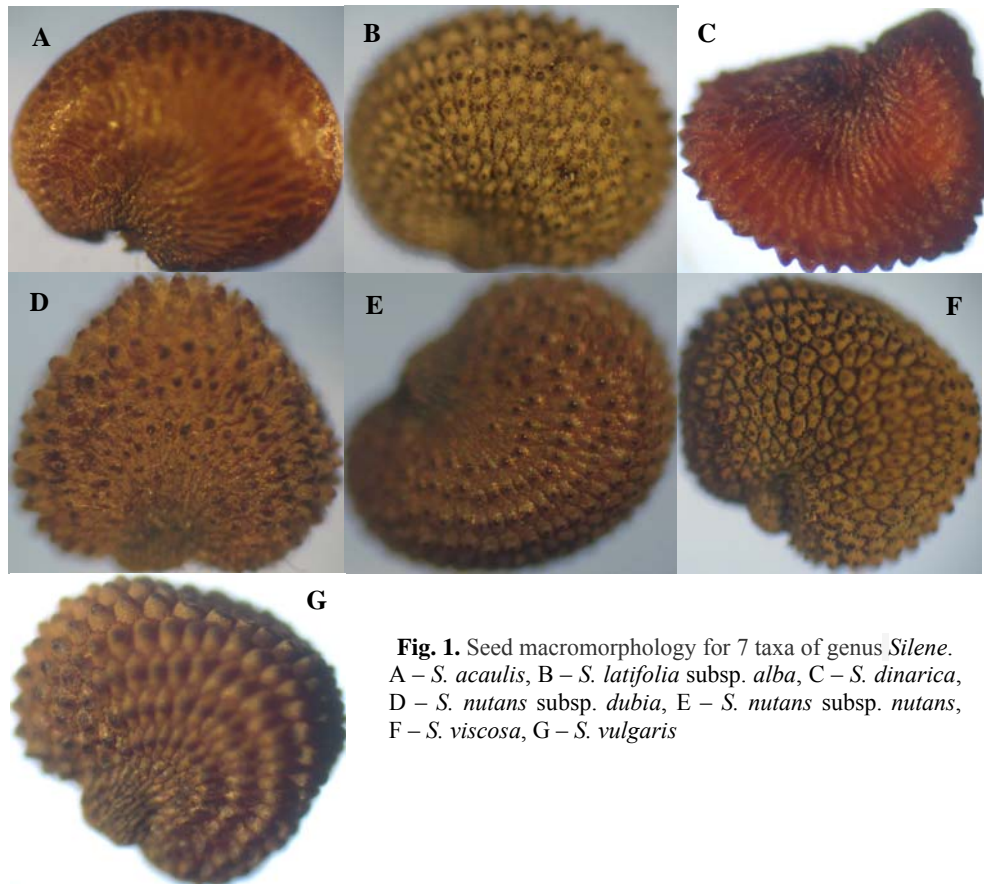 A
B
C
D
E
F
G
Fig. 1. Seed macromorphology for 7 taxa of genus Silene.
A – S. acaulis, B – S. latifolia subsp. alba, C – S. dinarica,
D – S. nutans subsp. dubia, E – S. nutans subsp. nutans,
F – S. viscosa, G – S. vulgaris